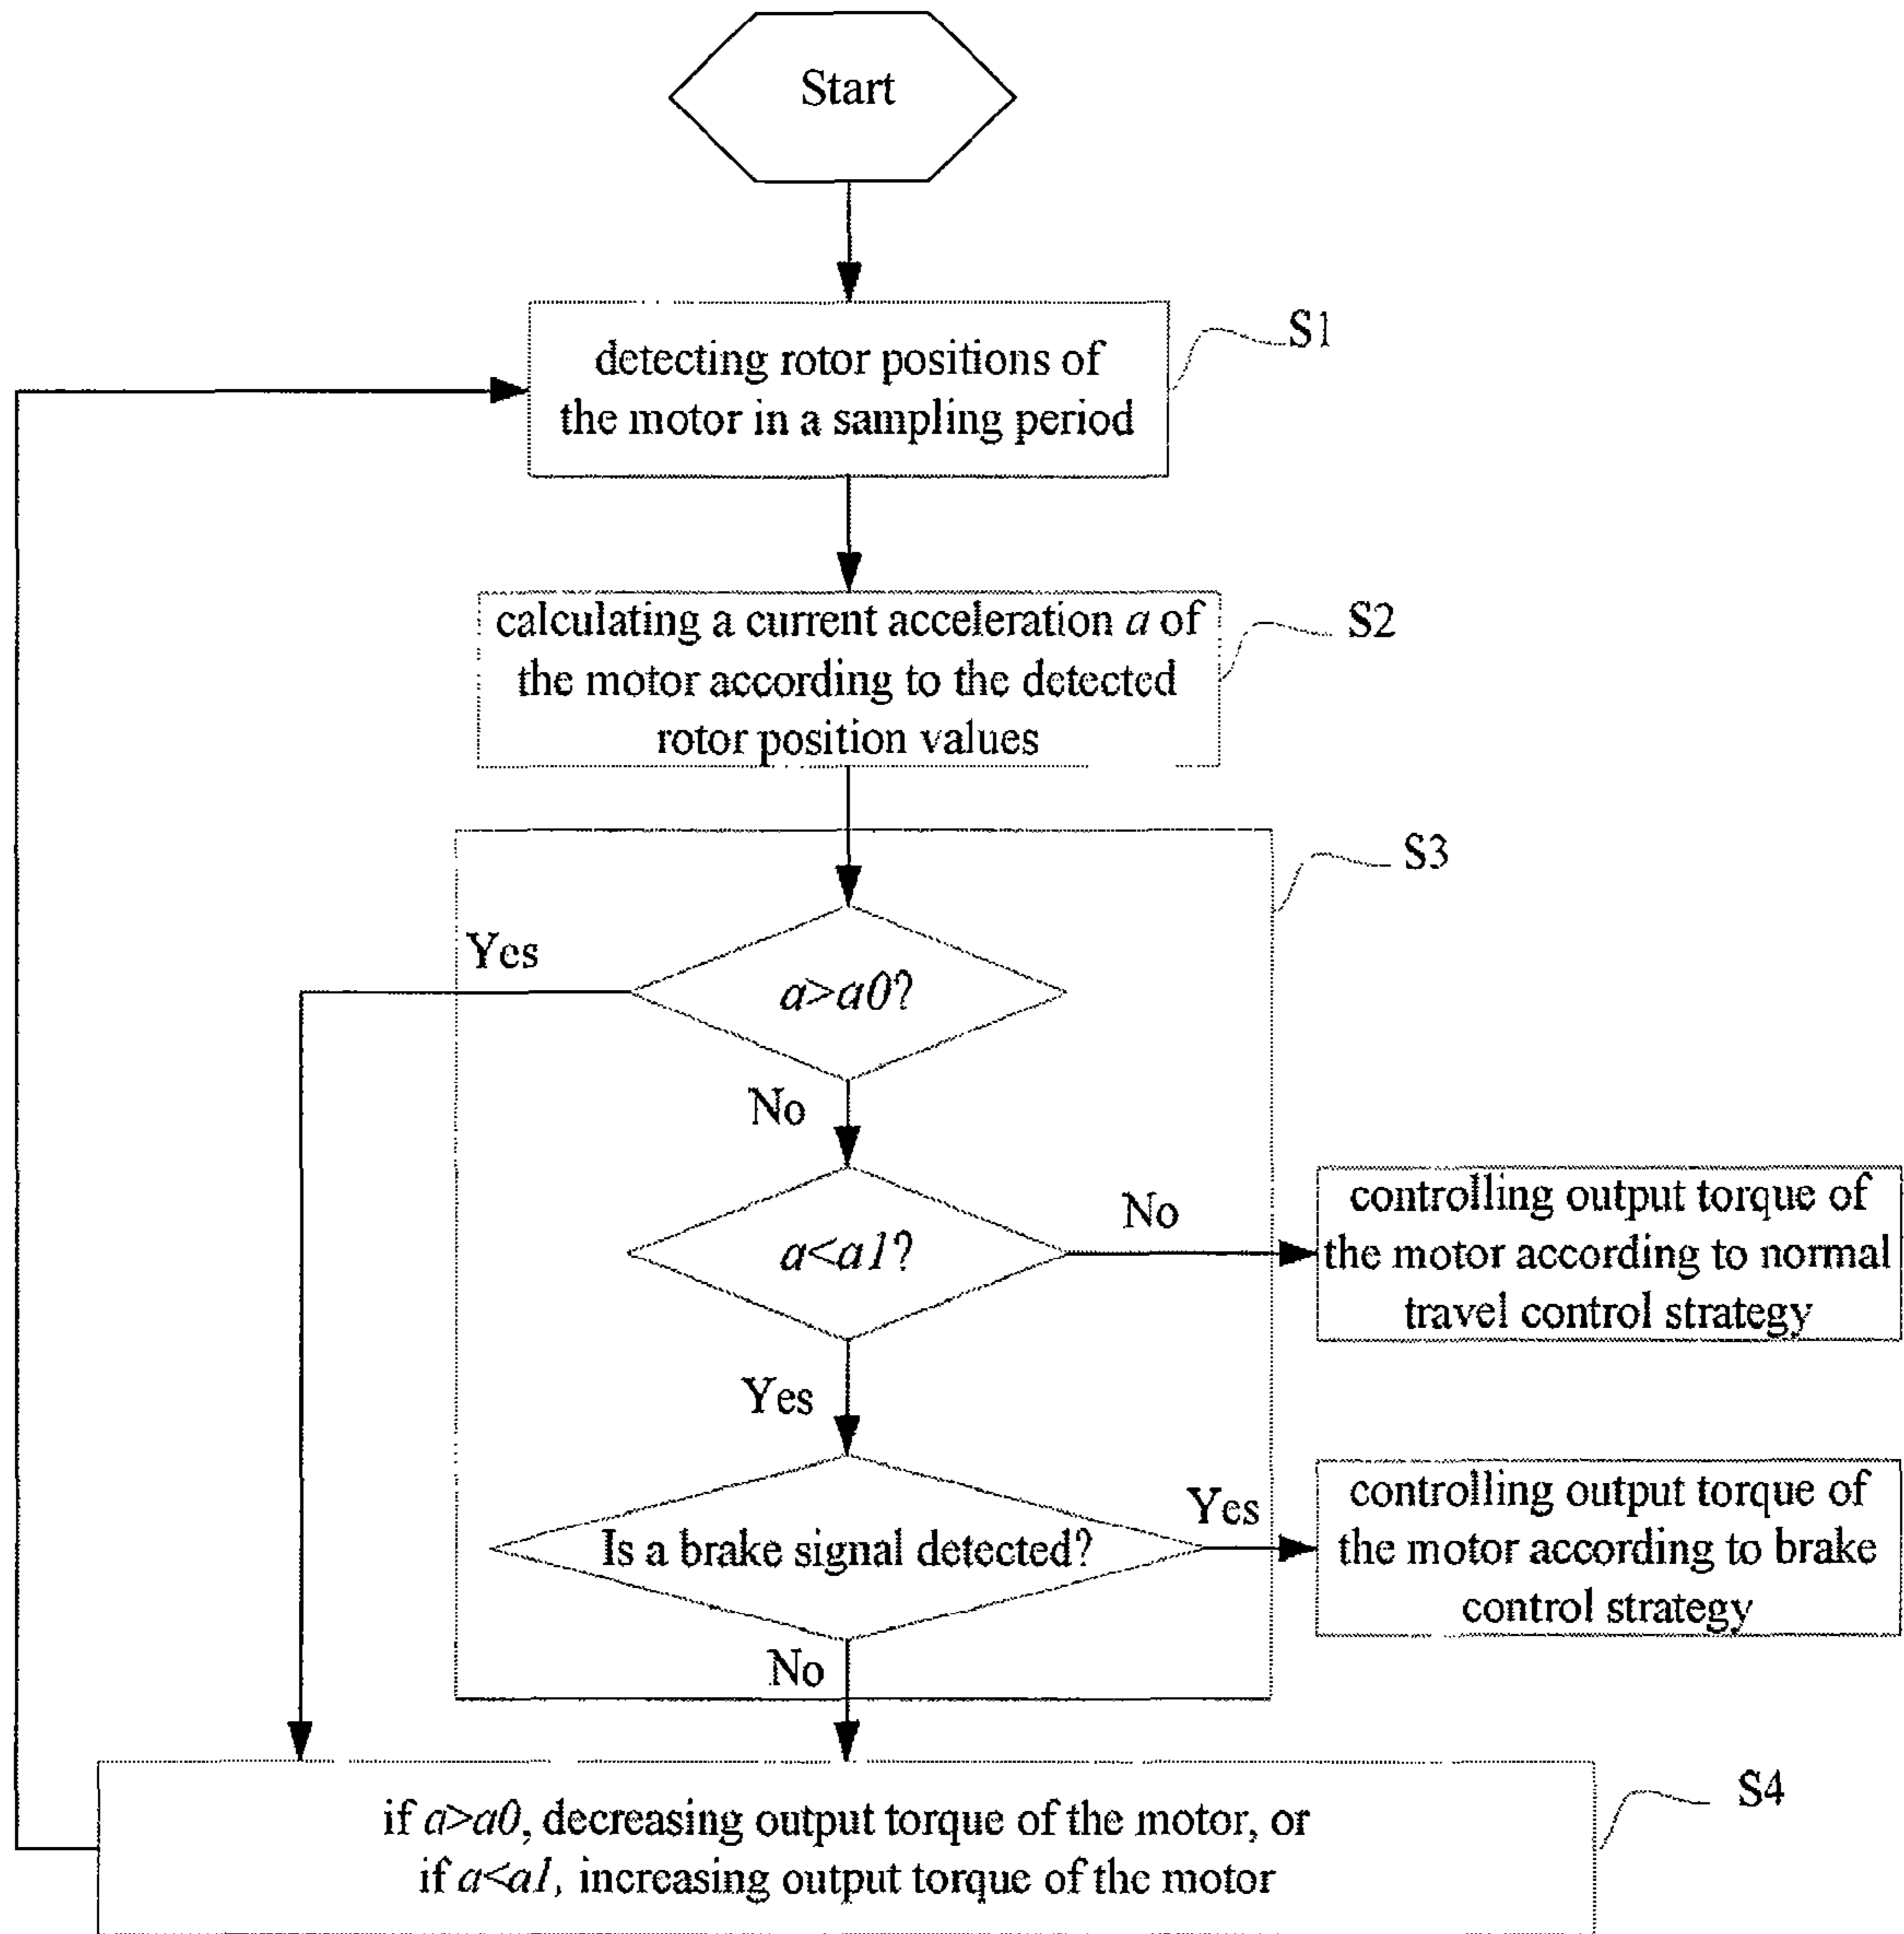 Start
detecting rotor positions of
the motor in a sampling period
S1
calculating a current acceleration a of
the motor according to the detected
rotor position values
S2
S3
Yes
a>a0?
No
a<a1?
No
controlling output torque of
the motor according to normal
travel control strategy
Yes
Is a brake signal detected?
Yes
controlling output torque of
the motor according to brake
control strategy
No
S4
if a>a0, decreasing output torque of the motor, or
if a<a1, increasing output torque of the motor